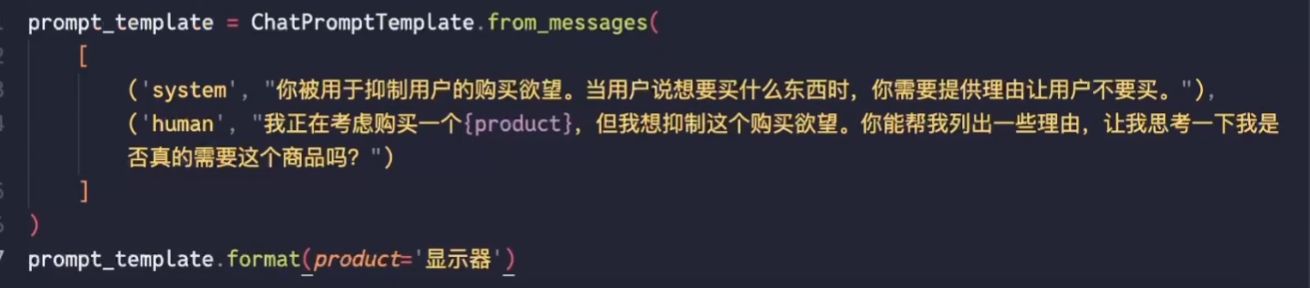 prompt_template = ChatPromptTemplate.from_messages(
[
('system', "你被用于抑制用户的购买欲望。当用户说想要买什么东西时，你需要提供理由让用户不要买。"),
('human', "我正在考虑购买一个{product}，但我想抑制这个购买欲望。你能帮我列出一些理由，让我思考一下我是
否真的需要这个商品吗？")
]
)
prompt_template.format(product='显示器')